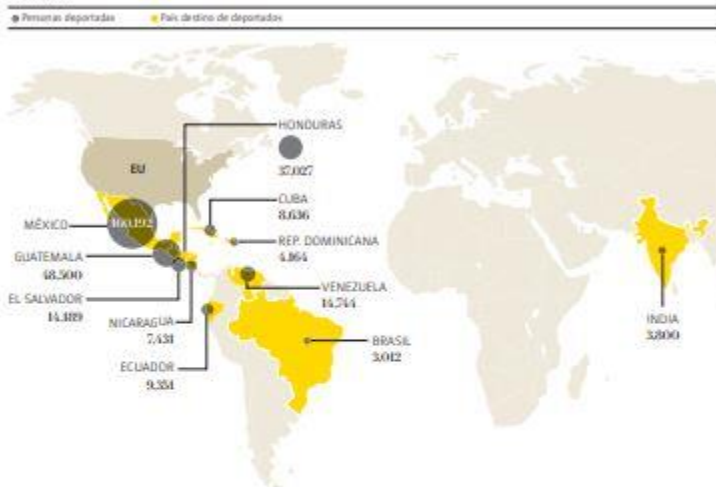 Personas deportadas
País destino de deportados
HONDURAS
37,027
EU
CUBA
8,636
MÉXICO
160,192
REP. DOMINICANA
4,164
GUATEMALA
48,500
EL SALVADOR
14,189
VENEZUELA
14,744
NICARAGUA
7,431
INDIA
3,800
BRASIL
3,012
ECUADOR
9,351